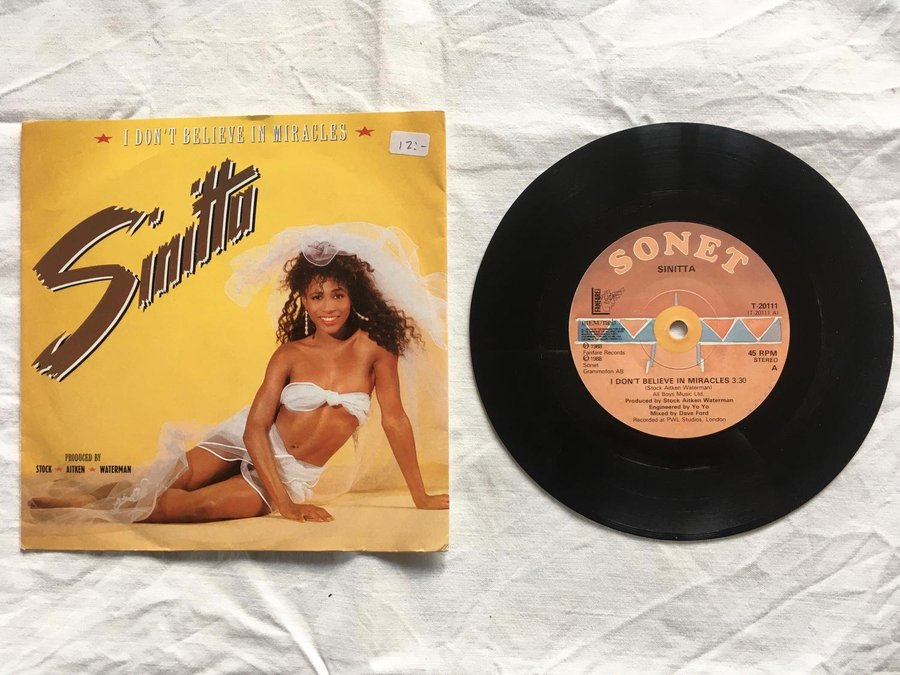 ★ I DON'T BELIEVE IN MIRACLES ★
12:-
Sinitta
PRODUCED BY
STOCK ★ AITKEN ★ WATERMAN
SONET
SINITTA
FANFARE
T-20111
(T-20111 A)
℗ 1988
Fanfare Records
© 1988
Sonet
Grammofon AB
45 RPM
STEREO
A
I DON'T BELIEVE IN MIRACLES 3.30
(Stock Aitken Waterman)
All Boys Music Ltd.
Produced by Stock Aitken Waterman
Engineered by Yo Yo
Mixed by Dave Ford
Recorded at PWL Studios, London